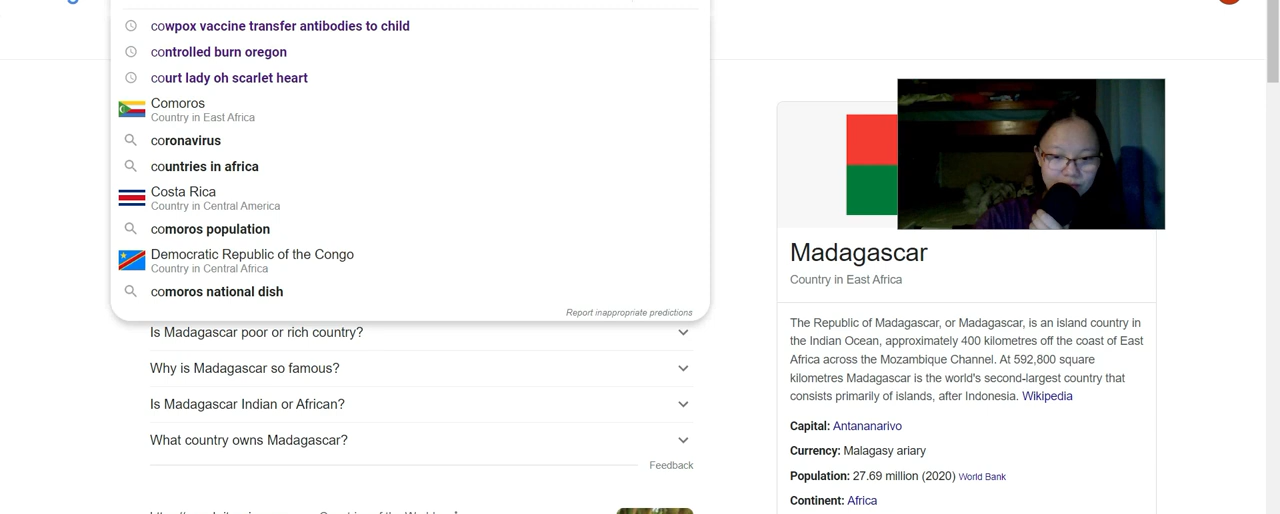 cowpox vaccine transfer antibodies to child
controlled burn oregon
court lady oh scarlet heart
Comoros
Country in East Africa
coronavirus
countries in africa
Costa Rica
Country in Central America
comoros population
Democratic Republic of the Congo
Country in Central Africa
comoros national dish
Report inappropriate predictions
Is Madagascar poor or rich country?
Why is Madagascar so famous?
Is Madagascar Indian or African?
What country owns Madagascar?
Feedback
Madagascar
Country in East Africa
The Republic of Madagascar, or Madagascar, is an island country in
the Indian Ocean, approximately 400 kilometres off the coast of East
Africa across the Mozambique Channel. At 592,800 square
kilometres Madagascar is the world's second-largest country that
consists primarily of islands, after Indonesia. Wikipedia
Capital: Antananarivo
Currency: Malagasy ariary
Population: 27.69 million (2020) World Bank
Continent: Africa